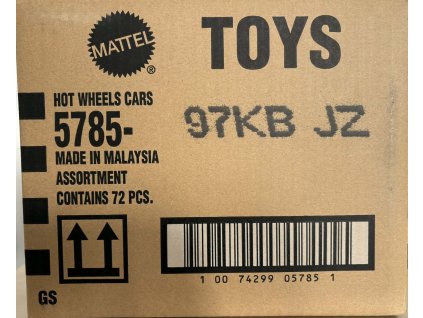 MATTEL
®
TOYS
HOT WHEELS CARS
5785-
97KB JZ
MADE IN MALAYSIA
ASSORTMENT
CONTAINS 72 PCS.
1 00 74299 05785 1
GS